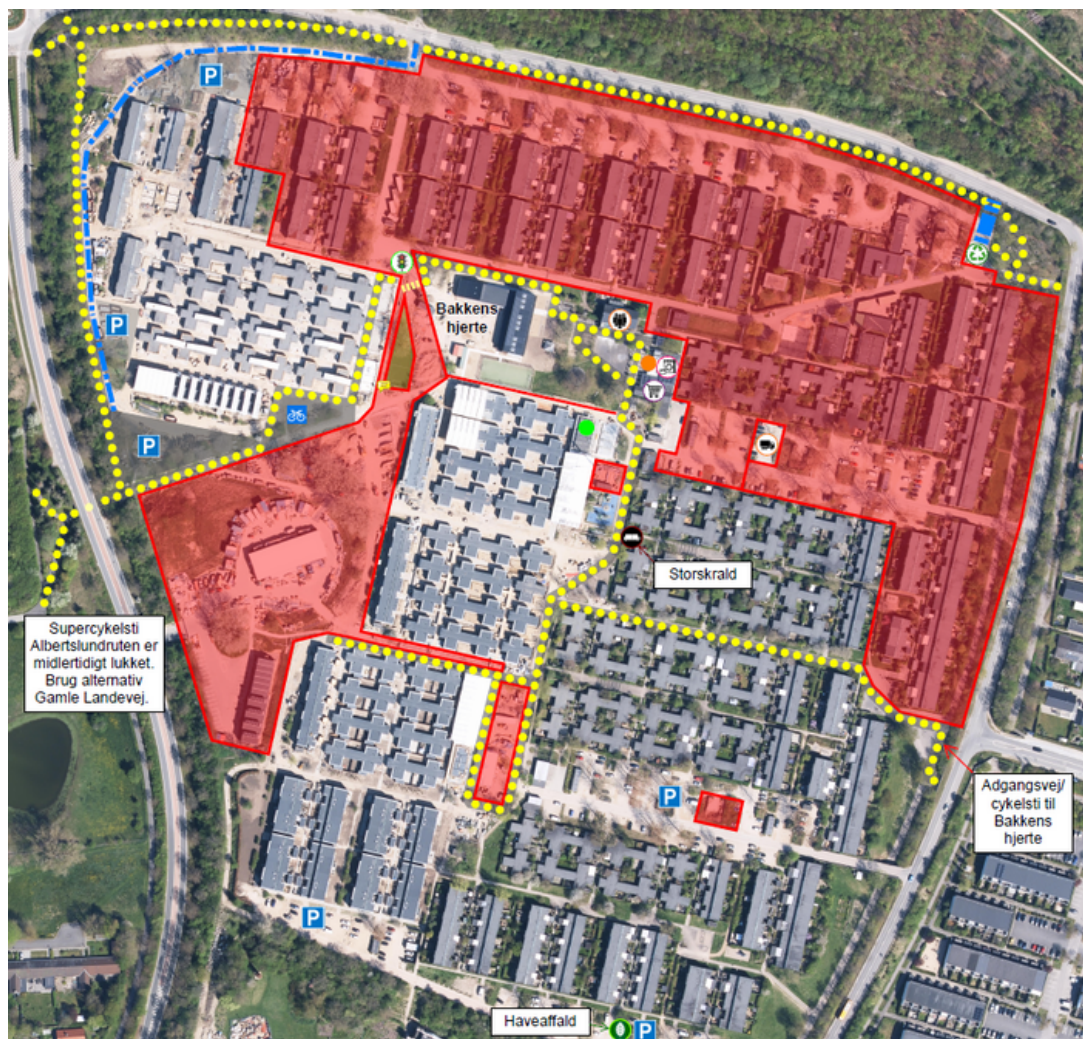 P
Bakkens
hjerte
P
P
Storskrald
Supercykelsti
Albertslundruten er
midlertidigt lukket.
Brug alternativ
Gamle Landevej.
P
Adgangsvej/
cykelsti til
Bakkens
hjerte
P
Haveaffald
P